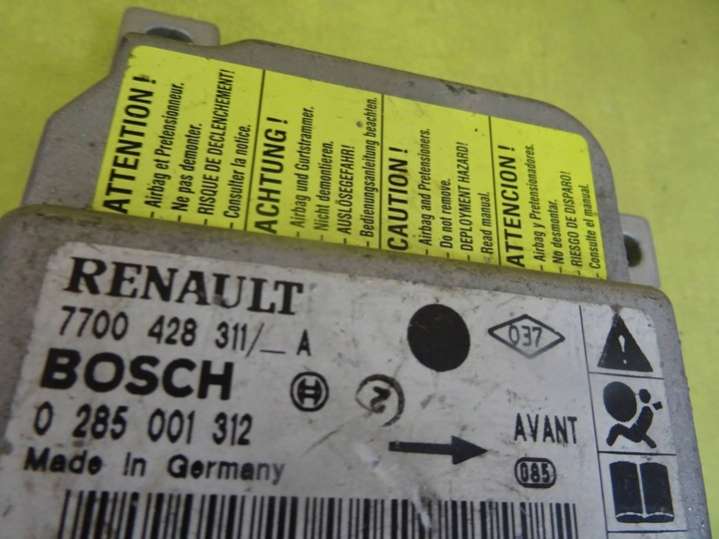 ATTENTION !
– Airbag et Pretensionneur.
– Ne pas demonter.
– RISQUE DE DECLENCHEMENT!
– Consulter la notice.
ACHTUNG !
– Airbag und Gurtstrammer.
– Nicht demontieren.
– AUSLÖSEGEFAHR!
– Bedienungsanleitung beachten.
CAUTION !
– Airbag and Pretensioners.
– Do not remove.
– DEPLOYMENT HAZARD!
– Read manual.
ATTENCION !
– Airbag y Pretensionadores.
– No desmontar.
– RIESGO DE DISPARO!
– Consulte el manual.
RENAULT
7700 428 311/_ A
037
BOSCH
2
0 285 001 312
AVANT
Made in Germany
085